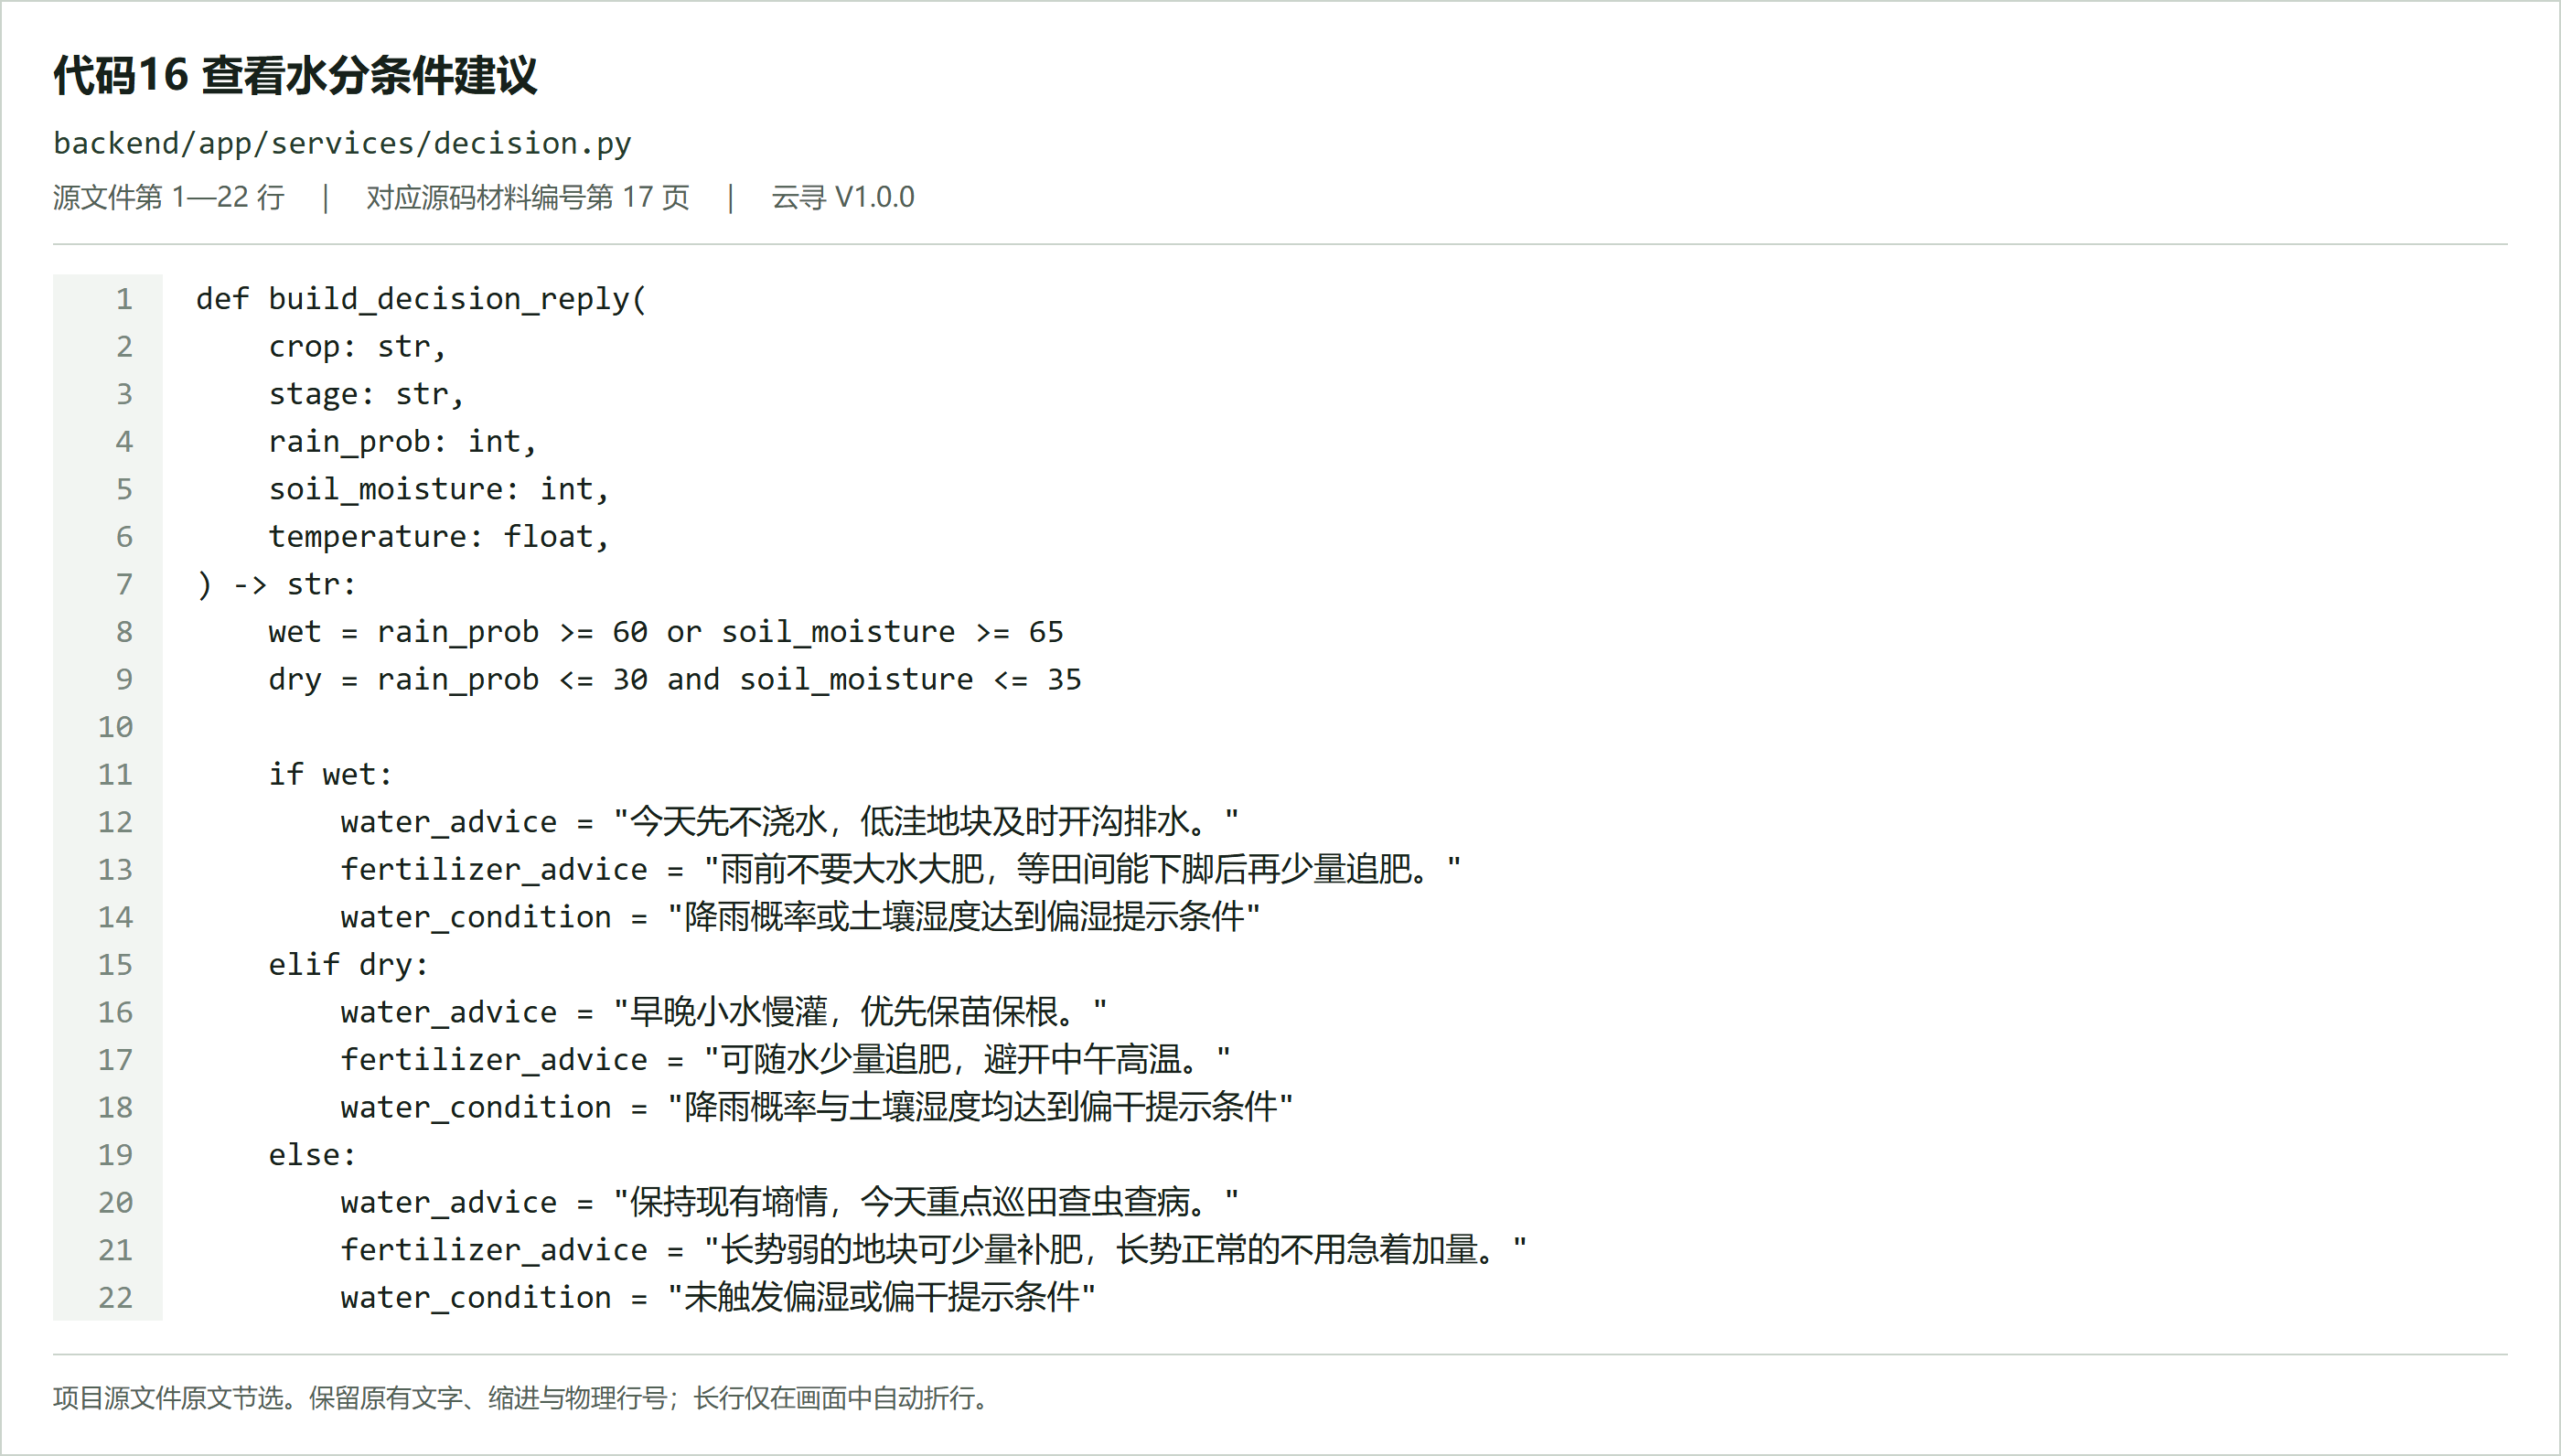 代码16 查看水分条件建议
backend/app/services/decision.py
源文件第 1—22 行 | 对应源码材料编号第 17 页 | 云寻 V1.0.0
1 def build_decision_reply(
2     crop: str,
3     stage: str,
4     rain_prob: int,
5     soil_moisture: int,
6     temperature: float,
7 ) -> str:
8     wet = rain_prob >= 60 or soil_moisture >= 65
9     dry = rain_prob <= 30 and soil_moisture <= 35
10
11     if wet:
12         water_advice = "今天先不浇水，低洼地块及时开沟排水。"
13         fertilizer_advice = "雨前不要大水大肥，等田间能下脚后再少量追肥。"
14         water_condition = "降雨概率或土壤湿度达到偏湿提示条件"
15     elif dry:
16         water_advice = "早晚小水慢灌，优先保苗保根。"
17         fertilizer_advice = "可随水少量追肥，避开中午高温。"
18         water_condition = "降雨概率与土壤湿度均达到偏干提示条件"
19     else:
20         water_advice = "保持现有墒情，今天重点巡田查虫查病。"
21         fertilizer_advice = "长势弱的地块可少量补肥，长势正常的不用急着加量。"
22         water_condition = "未触发偏湿或偏干提示条件"
项目源文件原文节选。保留原有文字、缩进与物理行号；长行仅在画面中自动折行。